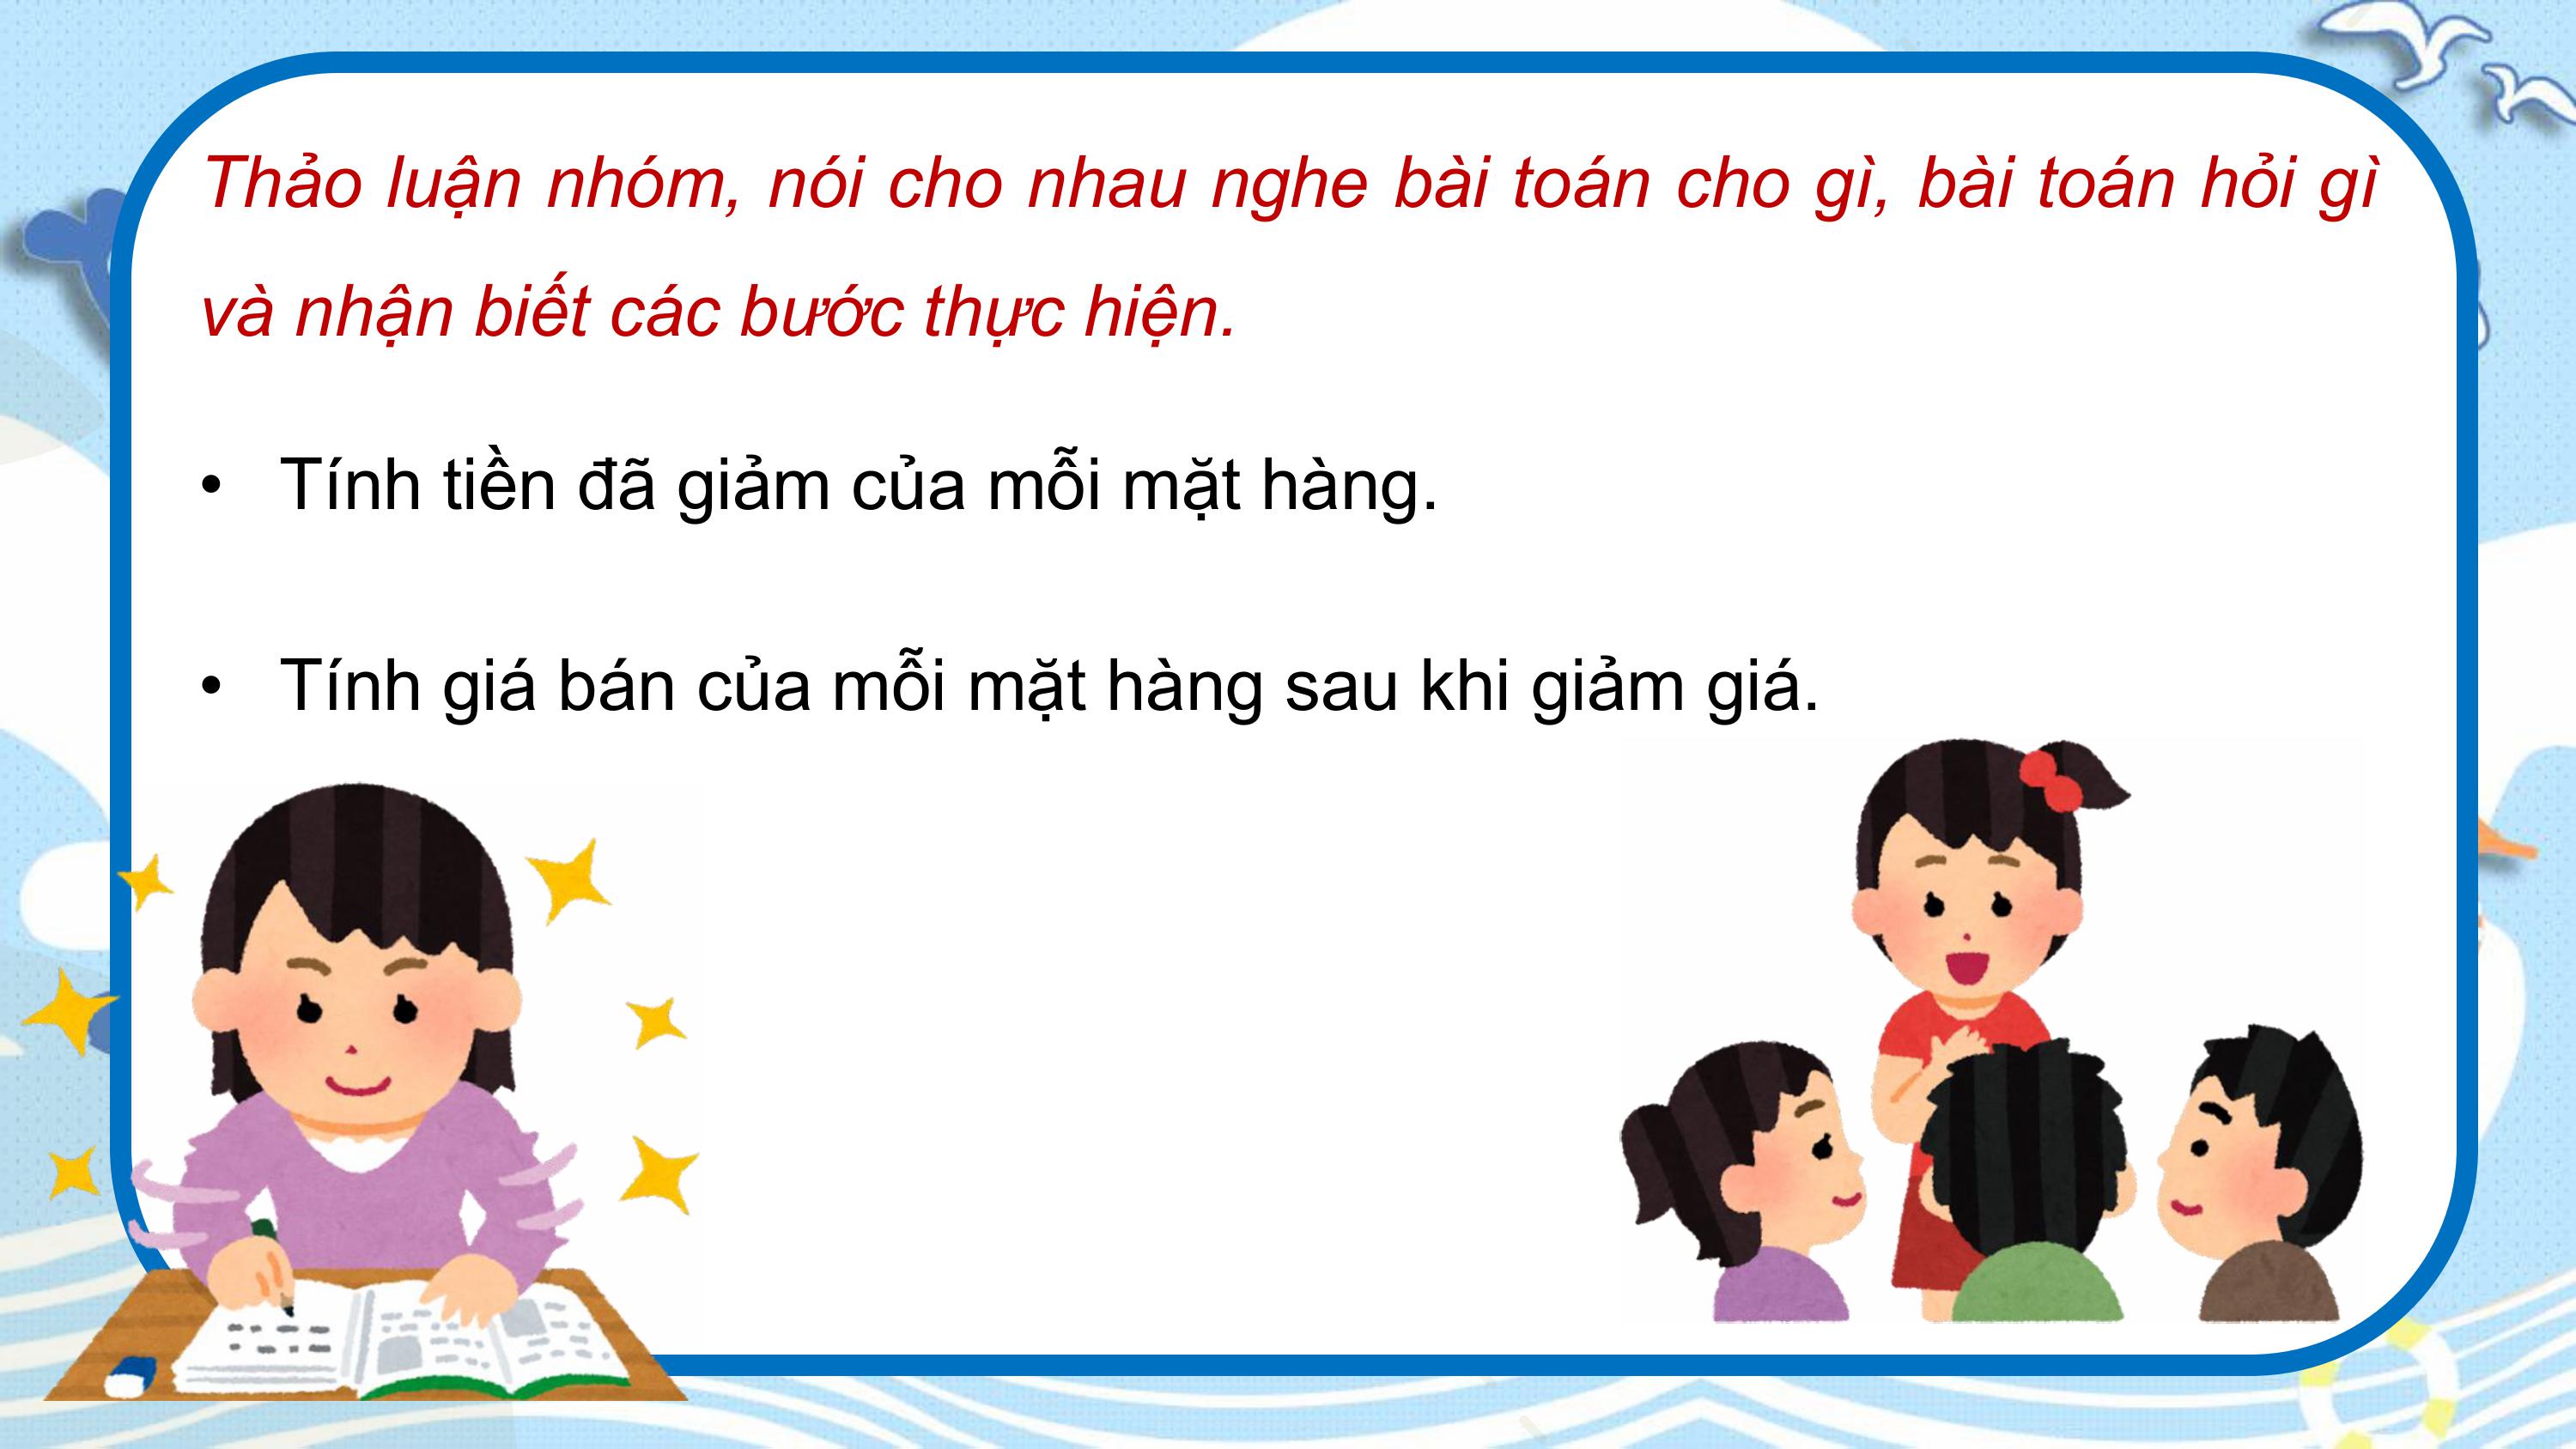 Thảo luận nhóm, nói cho nhau nghe bài toán cho gì, bài toán hỏi gì
và nhận biết các bước thực hiện.
• Tính tiền đã giảm của mỗi mặt hàng.
• Tính giá bán của mỗi mặt hàng sau khi giảm giá.